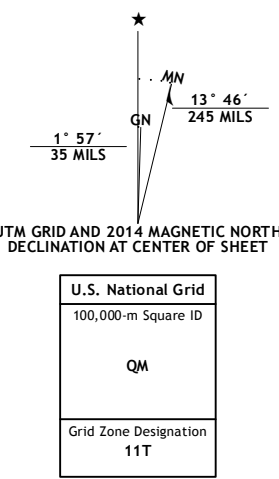 ★
MN
GN
13° 46´
245 MILS
1° 57´
35 MILS
UTM GRID AND 2014 MAGNETIC NORTH
DECLINATION AT CENTER OF SHEET
U.S. National Grid
100,000-m Square ID
QM
Grid Zone Designation
11T